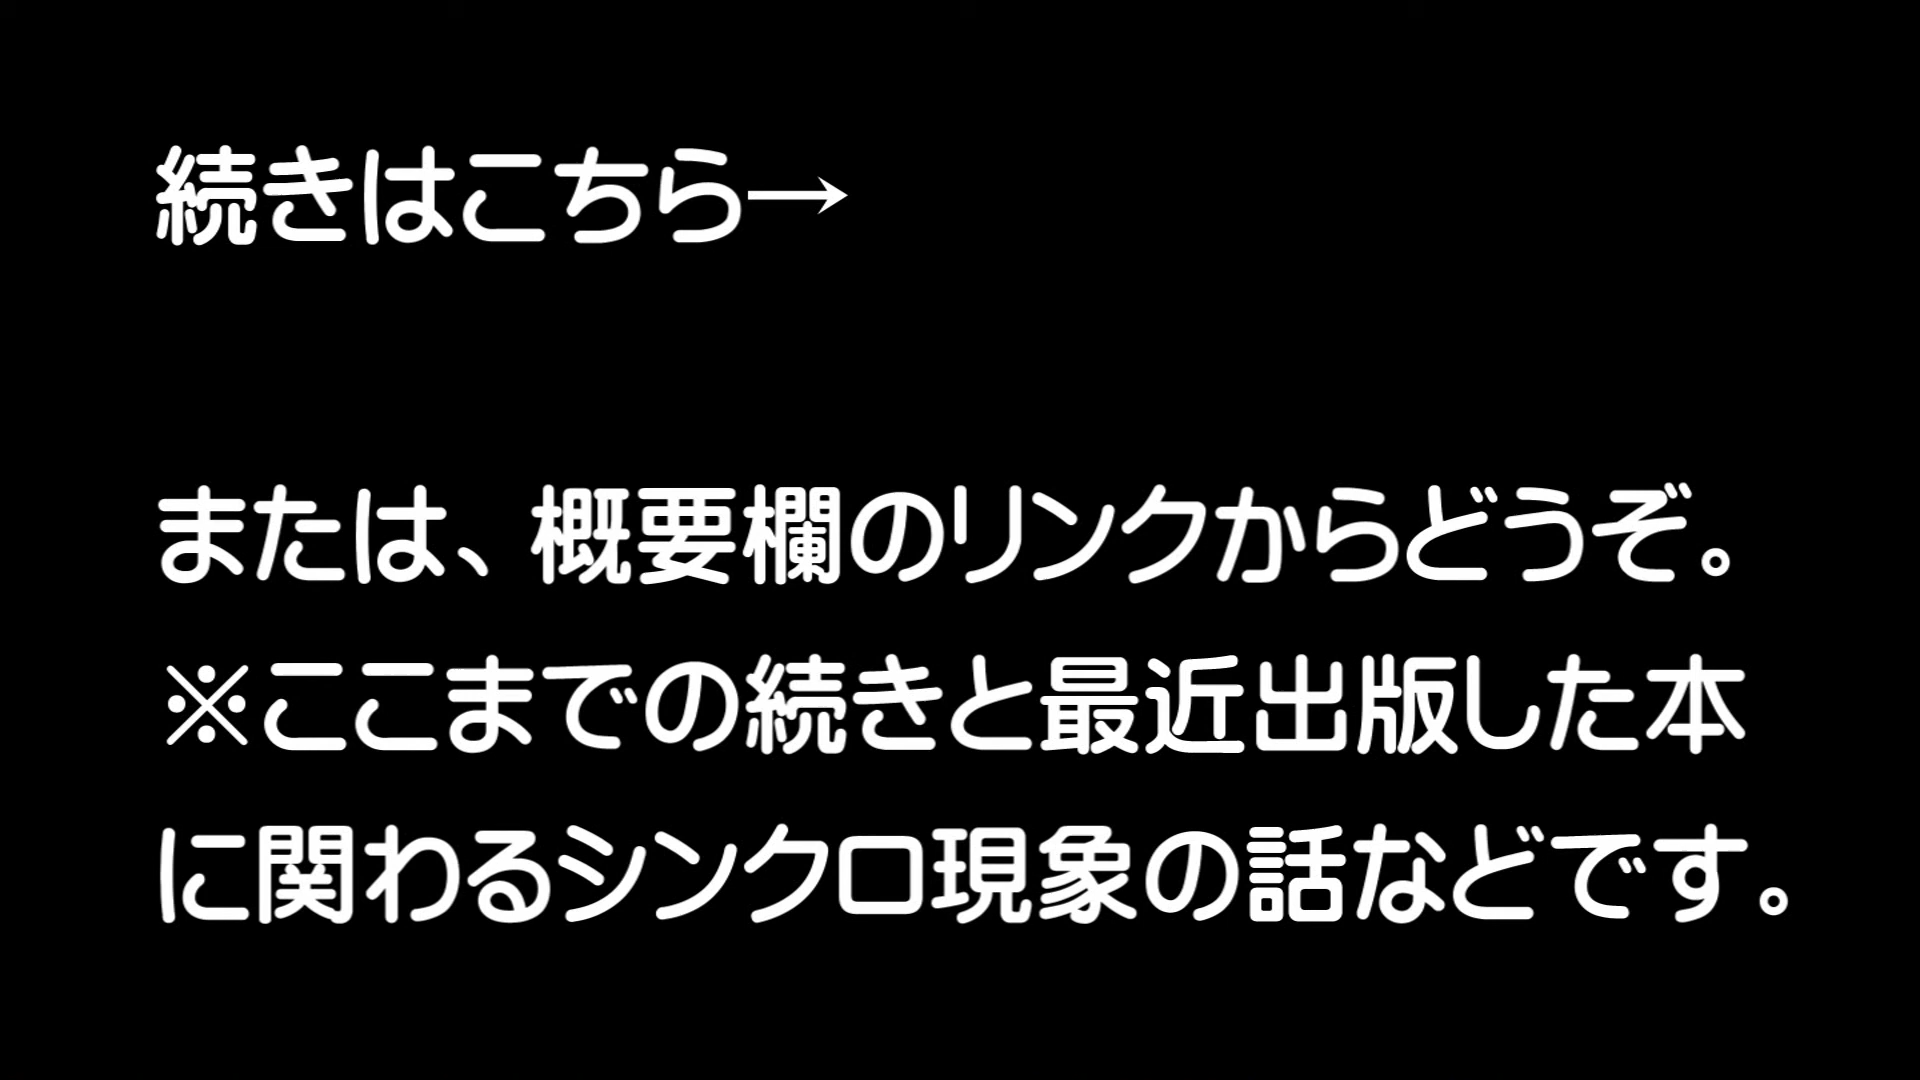 続きはこちら→
または、概要欄のリンクからどうぞ。
※ここまでの続きと最近出版した本
に関わるシンクロ現象の話などです。